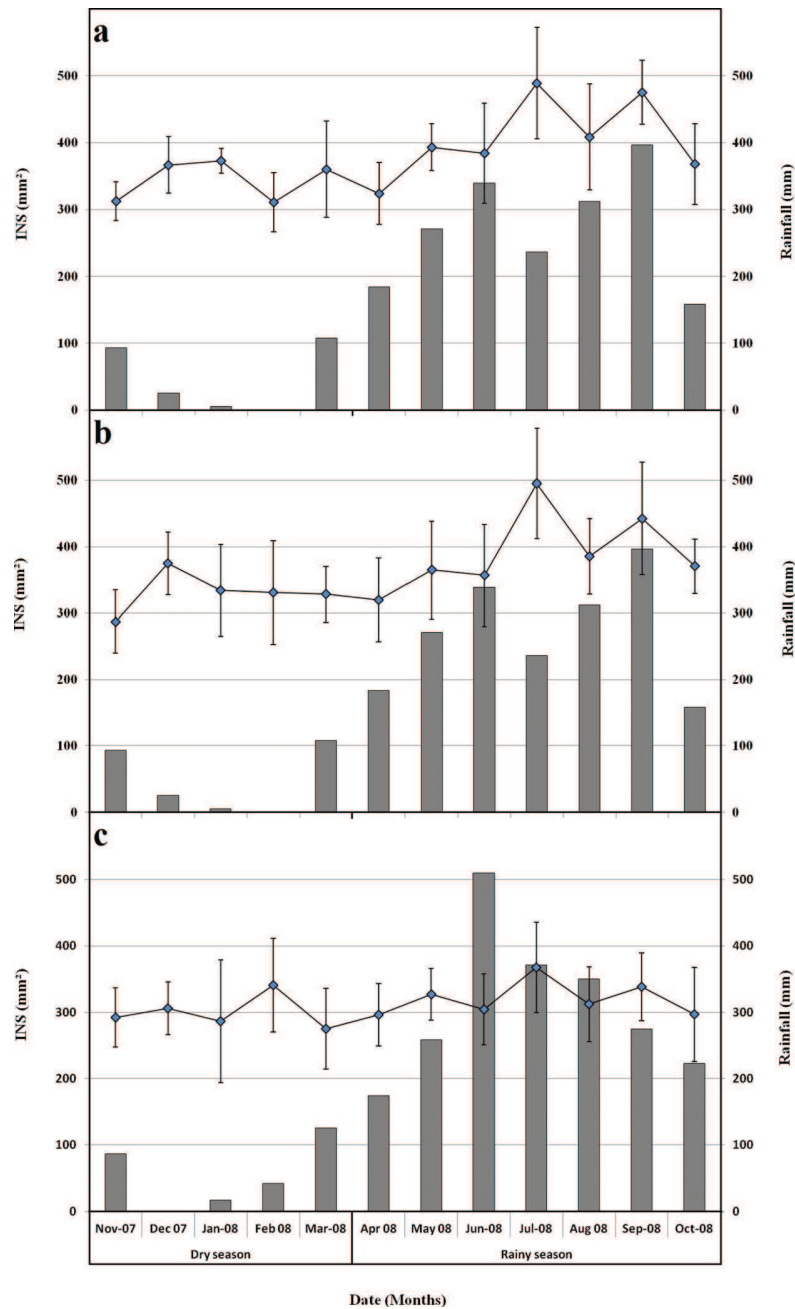 a
500 500
400 400
300 300
200 200
100 100
0 0
INS (mm²) Rainfall (mm)
b
500 500
400 400
300 300
200 200
100 100
0 0
INS (mm²) Rainfall (mm)
c
500 500
400 400
300 300
200 200
100 100
0 0
INS (mm²) Rainfall (mm)
Nov-07 Dec 07 Jan-08 Feb 08 Mar-08 Apr 08 May 08 Jun-08 Jul-08 Aug 08 Sep-08 Oct-08
Dry season Rainy season
Date (Months)